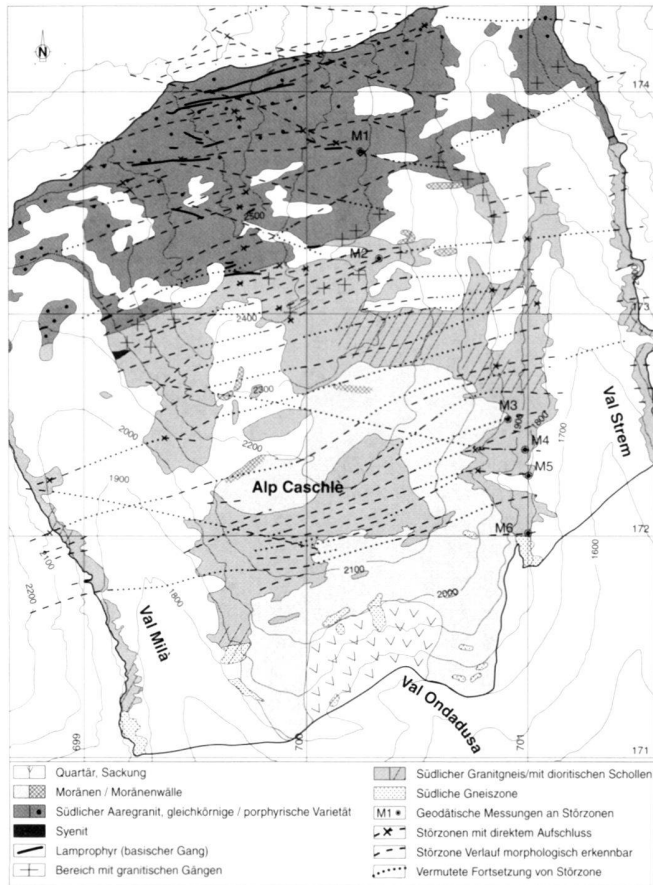 N
174
M1
2500
M2
173
2400
2300
M3
1900
1800
1700
Val Strem
2000
2200
M4
M5
1900
Alp Caschlè
M6
172
2100
2200
2100
1600
1800
2000
Val Milà
Val Ondadusa
699
700
701
171
Quartär, Sackung
Moränen / Moränenwälle
Südlicher Aaregranit, gleichkörnige / porphyrische Varietät
Syenit
Lamprophyr (basischer Gang)
Bereich mit granitischen Gängen
Südlicher Granitgneis/mit dioritischen Schollen
Südliche Gneiszone
M1 Geodätische Messungen an Störzonen
Störzonen mit direktem Aufschluss
Störzone Verlauf morphologisch erkennbar
Vermutete Fortsetzung von Störzone